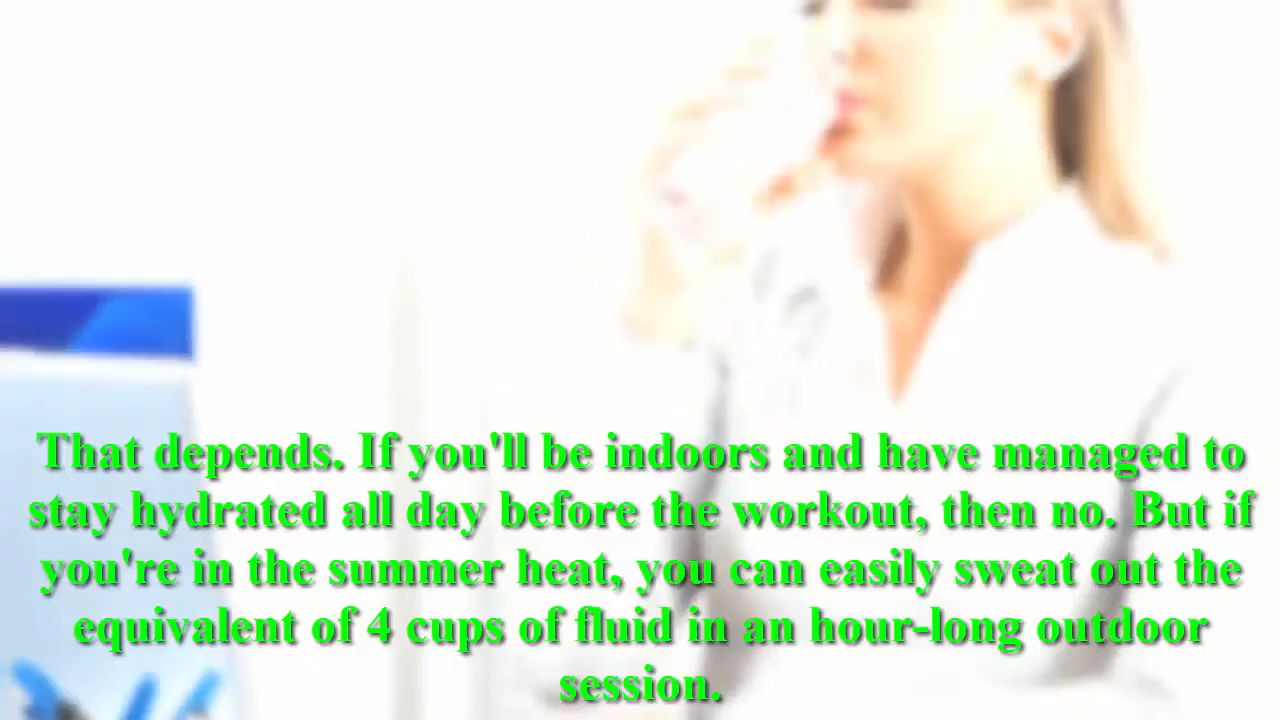 That depends. If you'll be indoors and have managed to
stay hydrated all day before the workout, then no. But if
you're in the summer heat, you can easily sweat out the
equivalent of 4 cups of fluid in an hour-long outdoor
session.